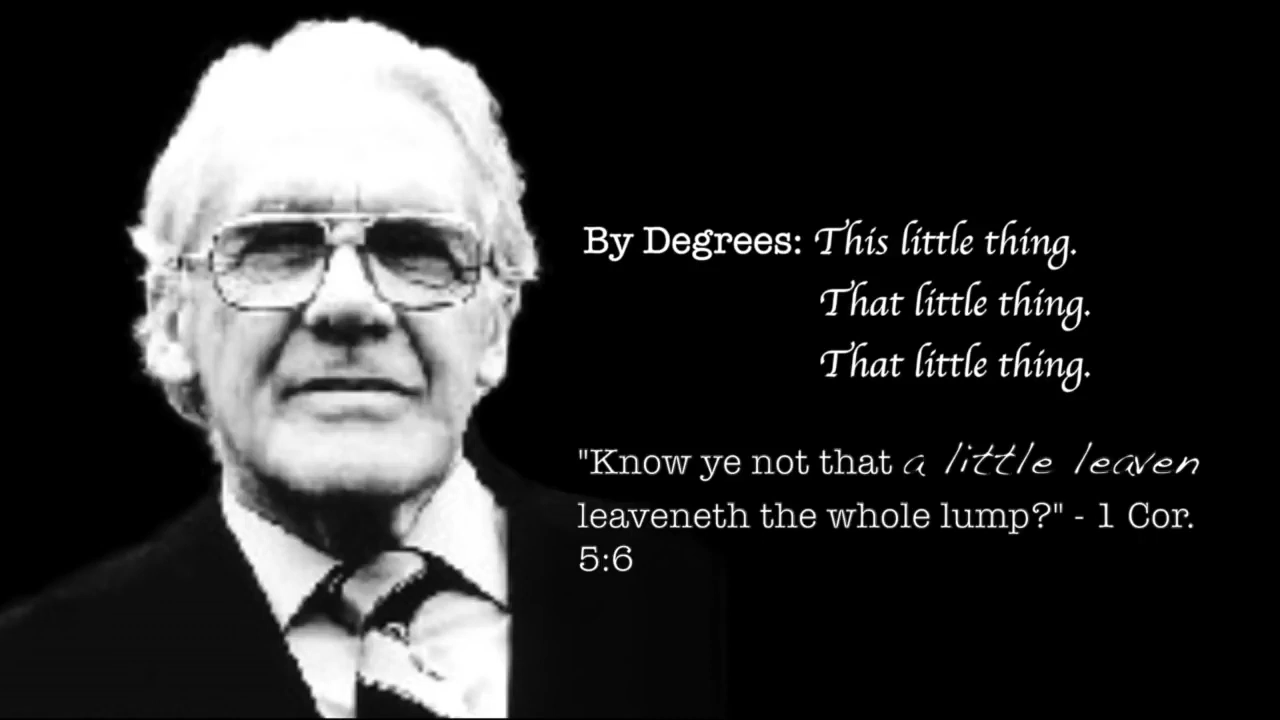 By Degrees: This little thing.
That little thing.
That little thing.
"Know ye not that a little leaven
leaveneth the whole lump?" - 1 Cor.
5:6